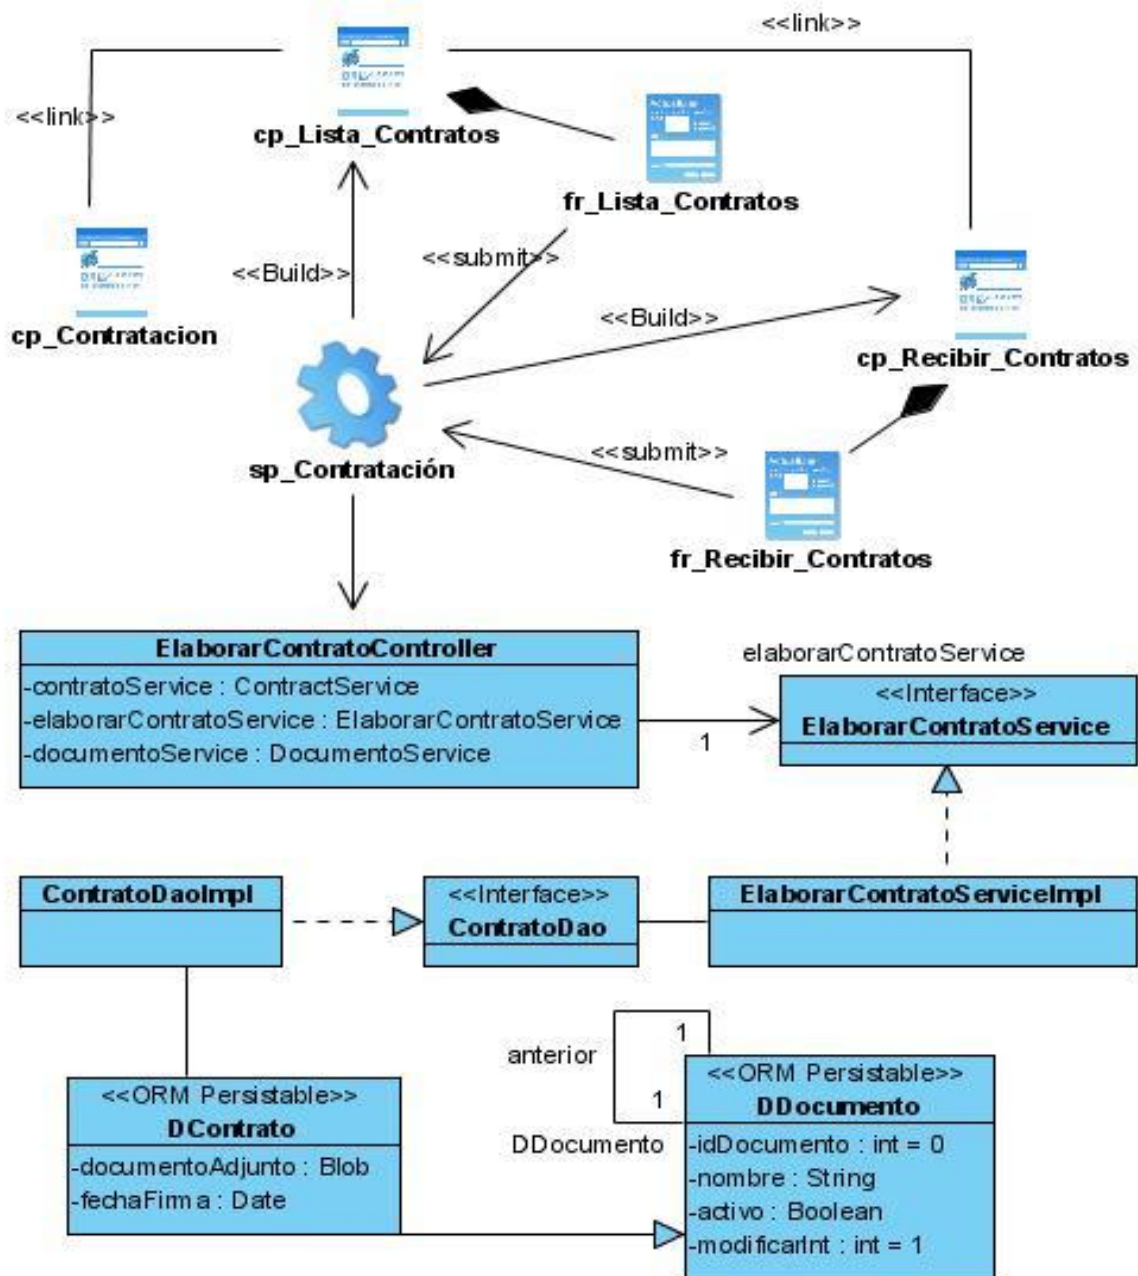 <<link>>
<<link>>
cp_Lista_Contratos
fr_Lista_Contratos
<<Build>>
<<submit>>
cp_Contratacion
<<Build>>
cp_Recibir_Contratos
<<submit>>
sp_Contratación
fr_Recibir_Contratos
ElaborarContratoController
-contratoService : ContractService
-elaborarContratoService : ElaborarContratoService
-documentoService : DocumentoService
elaborarContratoService
1
<<Interface>>
ElaborarContratoService
ContratoDaoImpl
<<Interface>>
ContratoDao
ElaborarContratoServiceImpl
anterior
1
1
DDocumento
<<ORM Persistable>>
DContrato
-documentoAdjunto : Blob
-fechaFirma : Date
<<ORM Persistable>>
DDocumento
-idDocumento : int = 0
-nombre : String
-activo : Boolean
-modificarInt : int = 1